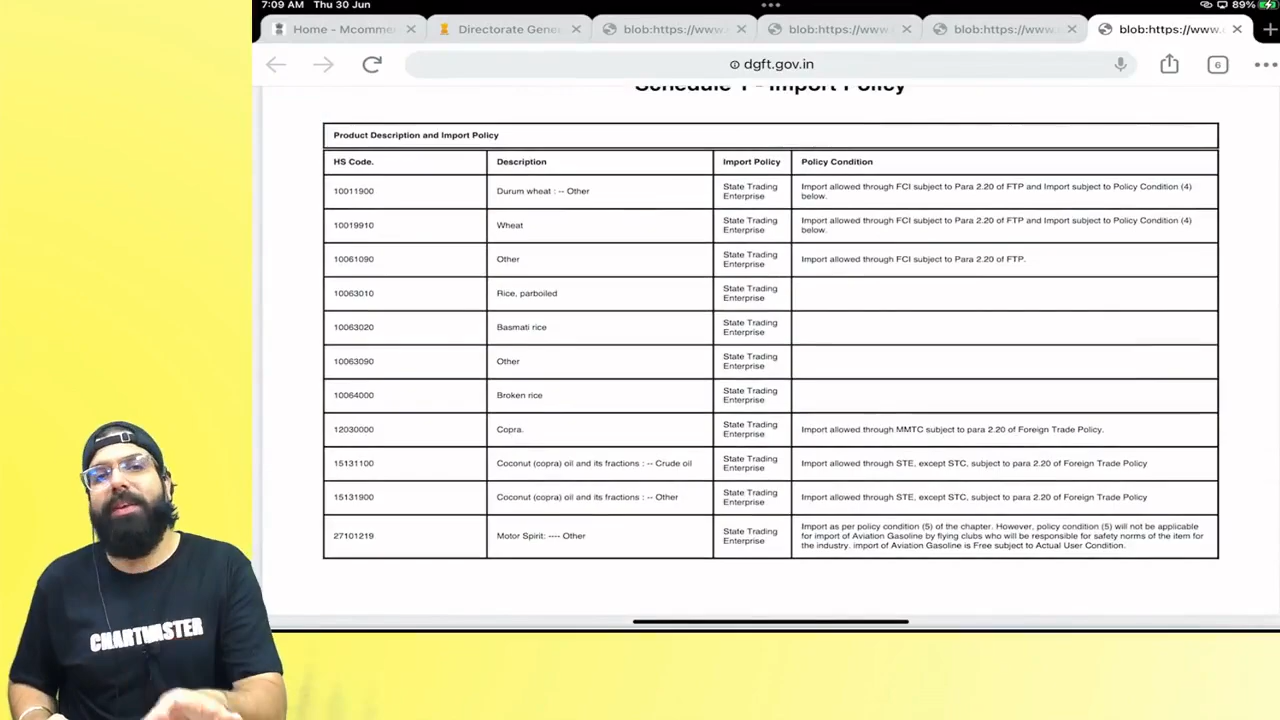 7:09 AM Thu 30 Jun
89%
Home - Mcomme
Directorate Gene
blob:https://www.
blob:https://www.
blob:https://www.
blob:https://www.
dgft.gov.in
6
Schedule 1 - Import Policy
Product Description and Import Policy
HS Code. Description Import Policy Policy Condition
10011900 Durum wheat : -- Other State Trading Enterprise Import allowed through FCI subject to Para 2.20 of FTP and Import subject to Policy Condition (4)
below.
10019910 Wheat State Trading Enterprise Import allowed through FCI subject to Para 2.20 of FTP and Import subject to Policy Condition (4)
below.
10061090 Other State Trading Enterprise Import allowed through FCI subject to Para 2.20 of FTP.
10063010 Rice, parboiled State Trading Enterprise
10063020 Basmati rice State Trading Enterprise
10063090 Other State Trading Enterprise
10064000 Broken rice State Trading Enterprise
12030000 Copra. State Trading Enterprise Import allowed through MMTC subject to para 2.20 of Foreign Trade Policy.
15131100 Coconut (copra) oil and its fractions : -- Crude oil State Trading Enterprise Import allowed through STE, except STC, subject to para 2.20 of Foreign Trade Policy
15131900 Coconut (copra) oil and its fractions : -- Other State Trading Enterprise Import allowed through STE, except STC, subject to para 2.20 of Foreign Trade Policy
27101219 Motor Spirit: ---- Other State Trading Enterprise Import as per policy condition (5) of the chapter. However, policy condition (5) will not be applicable
for import of Aviation Gasoline by flying clubs who will be responsible for safety norms of the item for
the industry. import of Aviation Gasoline is Free subject to Actual User Condition.
CHARTMASTER